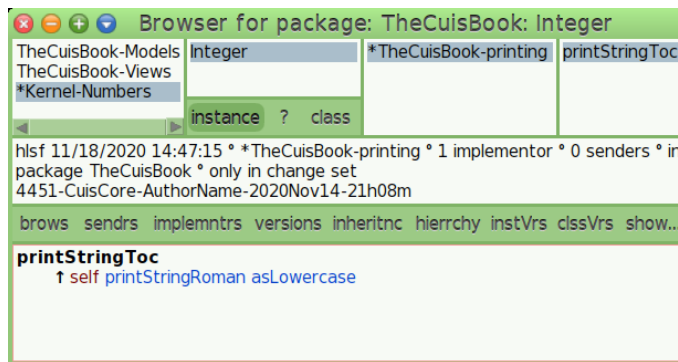 Browser for package: TheCuisBook: Integer
TheCuisBook-Models
TheCuisBook-Views
*Kernel-Numbers
Integer
instance ? class
*TheCuisBook-printing
printStringToc
hlsf 11/18/2020 14:47:15 ° *TheCuisBook-printing ° 1 implementor ° 0 senders ° in
package TheCuisBook ° only in change set
4451-CuisCore-AuthorName-2020Nov14-21h08m
brows sendrs implemntrs versions inheritnc hierrchy instVrs clssVrs show...
printStringToc
↑ self printStringRoman asLowercase